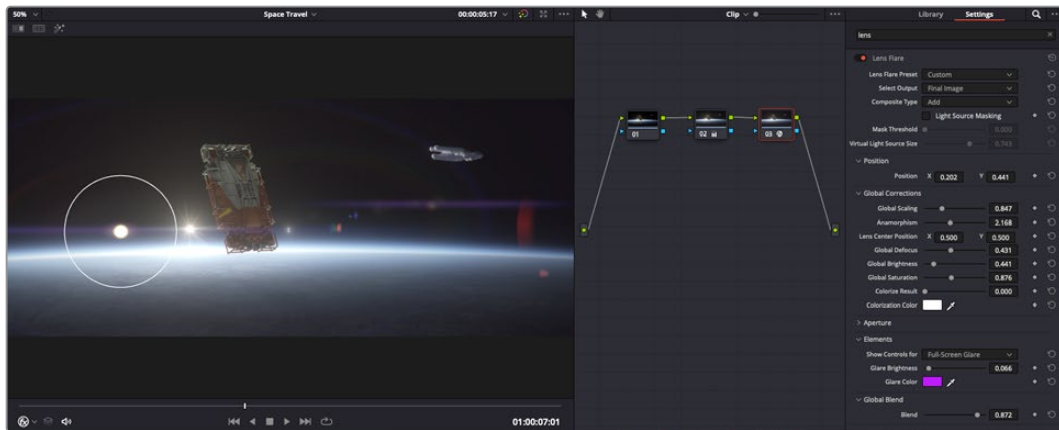 50% Space Travel 00:00:05:17 Clip Library Settings
lens
Lens Flare
Lens Flare Preset Custom
Select Output Final Image
Composite Type Add
Light Source Masking
Mask Threshold 0.000
Virtual Light Source Size 0.743
Position
Position X 0.202 Y 0.441
Global Corrections
Global Scaling 0.847
Anamorphism 2.168
Lens Center Position X 0.500 Y 0.500
Global Defocus 0.431
Global Brightness 0.441
Global Saturation 0.876
Colorize Result 0.000
Colorization Color
Aperture
Elements
Show Controls for Full-Screen Glare
Glare Brightness 0.066
Glare Color
Global Blend
Blend 0.872
01 02 03
01:00:07:01